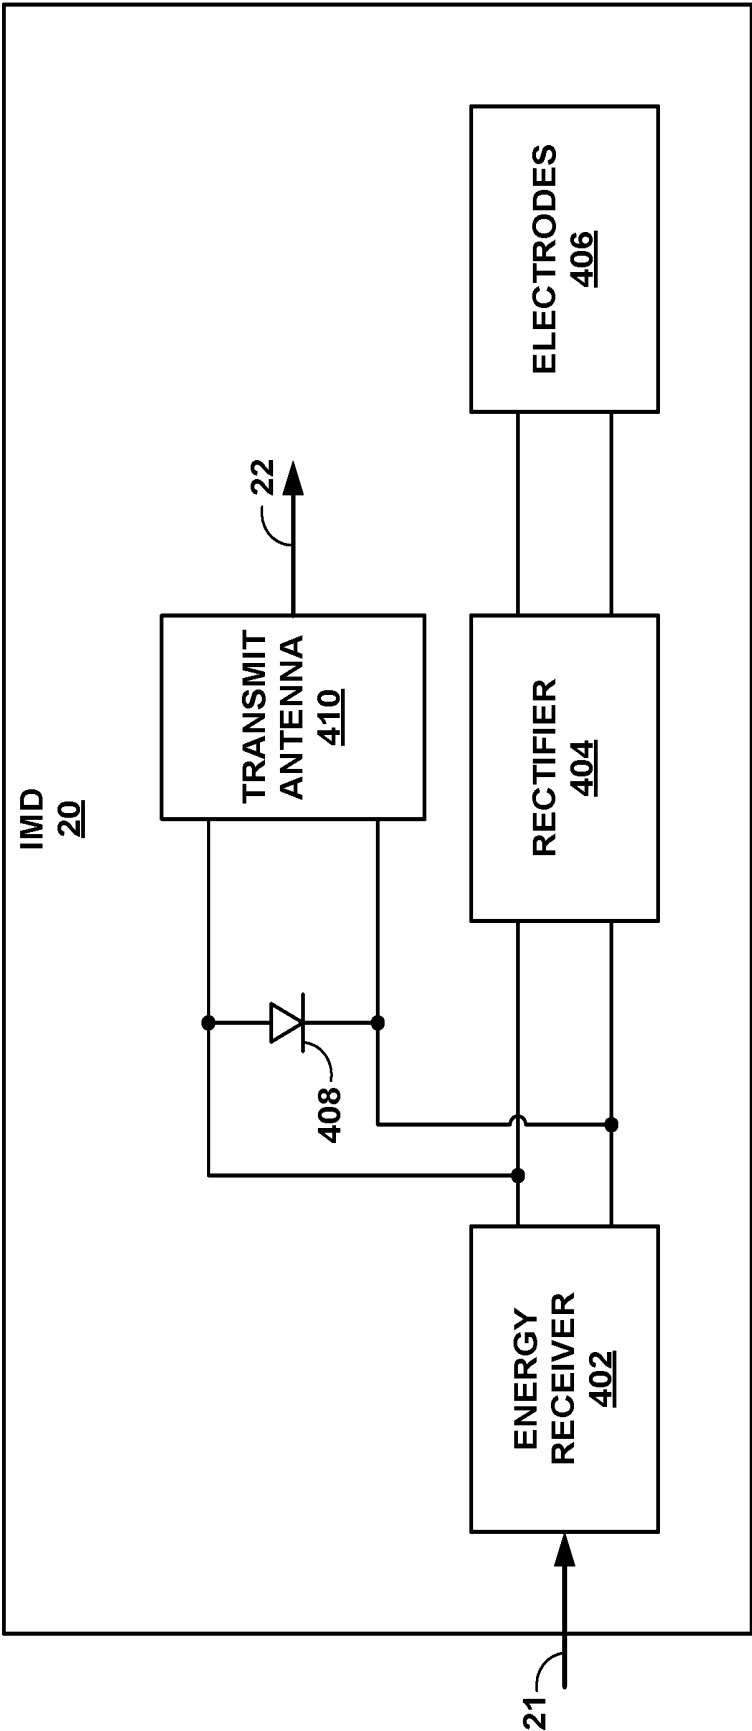 IMD
20
22
TRANSMIT
ANTENNA
410
408
21
ENERGY
RECEIVER
402
RECTIFIER
404
ELECTRODES
406